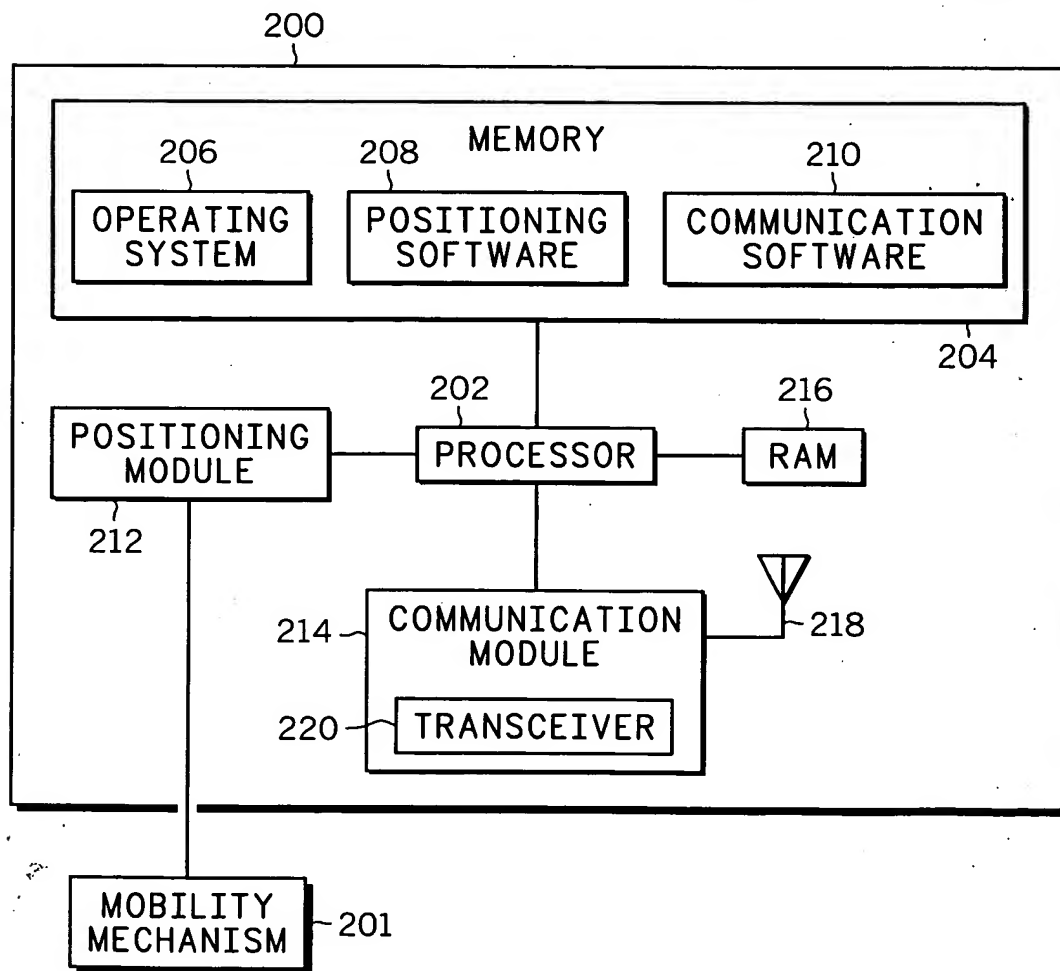 200
MEMORY
206
208
210
OPERATING
SYSTEM
POSITIONING
SOFTWARE
COMMUNICATION
SOFTWARE
204
202
216
POSITIONING
MODULE
PROCESSOR
RAM
212
214
COMMUNICATION
MODULE
218
220
TRANSCEIVER
MOBILITY
MECHANISM
201